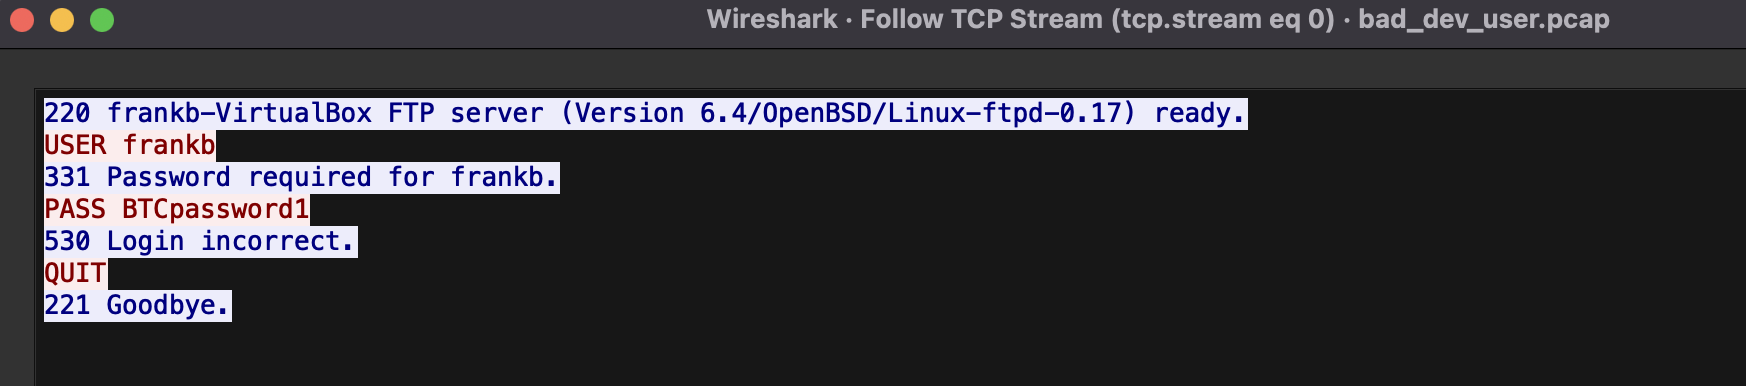 Wireshark · Follow TCP Stream (tcp.stream eq 0) · bad_dev_user.pcap
220 frankb-VirtualBox FTP server (Version 6.4/OpenBSD/Linux-ftpd-0.17) ready.
USER frankb
331 Password required for frankb.
PASS BTCpassword1
530 Login incorrect.
QUIT
221 Goodbye.